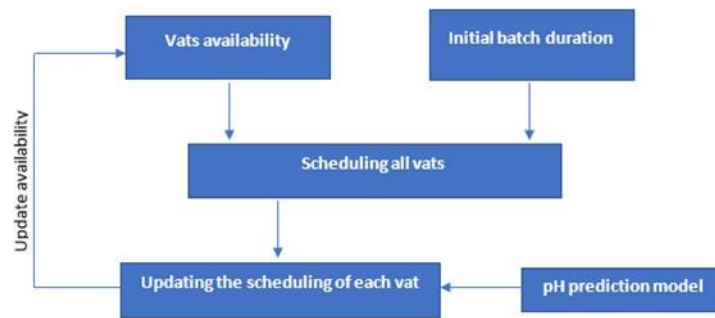 Vats availability
Initial batch duration
Update availability
Scheduling all vats
Updating the scheduling of each vat
pH prediction model